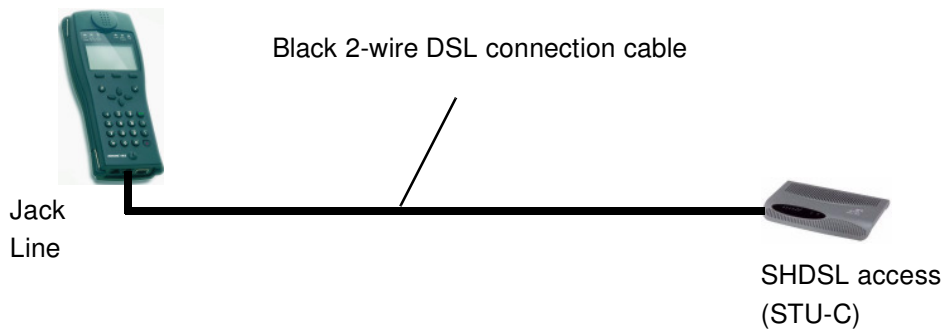 Black 2-wire DSL connection cable
Jack
Line
SHDSL access
(STU-C)